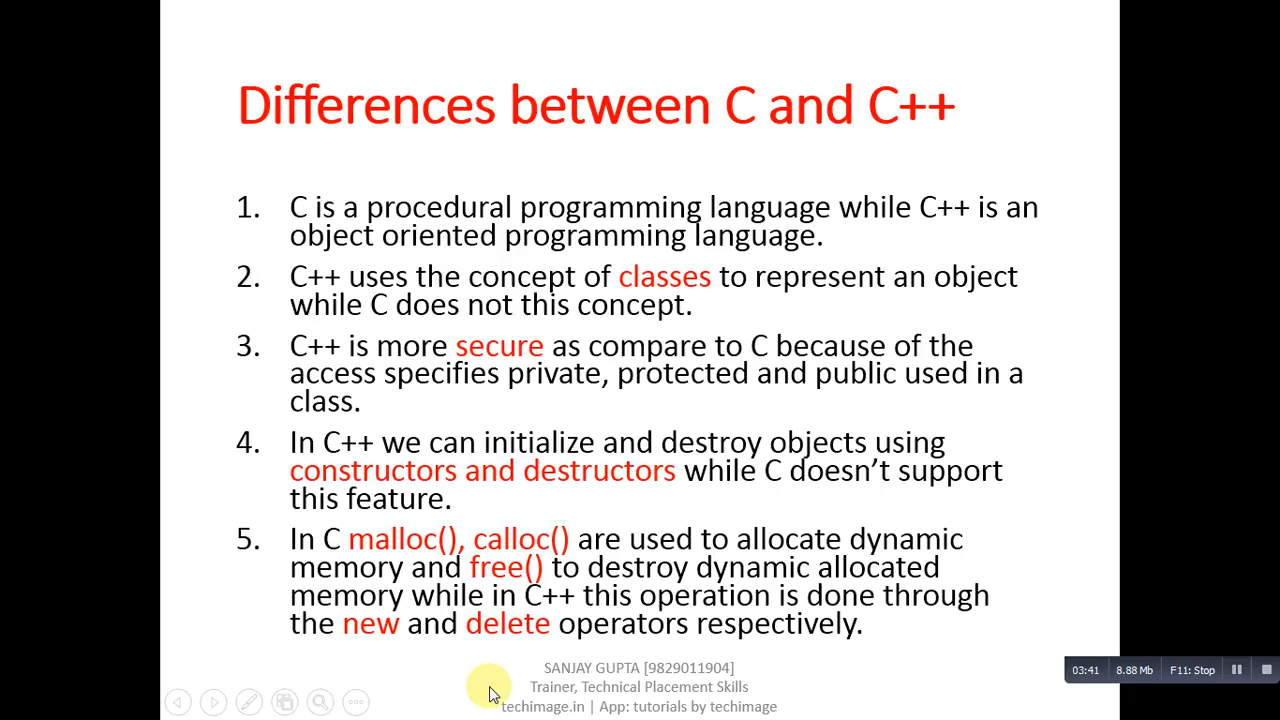 Differences between C and C++
1. C is a procedural programming language while C++ is an
object oriented programming language.
2. C++ uses the concept of classes to represent an object
while C does not this concept.
3. C++ is more secure as compare to C because of the
access specifies private, protected and public used in a
class.
4. In C++ we can initialize and destroy objects using
constructors and destructors while C doesn’t support
this feature.
5. In C malloc(), calloc() are used to allocate dynamic
memory and free() to destroy dynamic allocated
memory while in C++ this operation is done through
the new and delete operators respectively.
SANJAY GUPTA [9829011904]
Trainer, Technical Placement Skills
techimage.in | App: tutorials by techimage
03:41 8.88 Mb F11: Stop